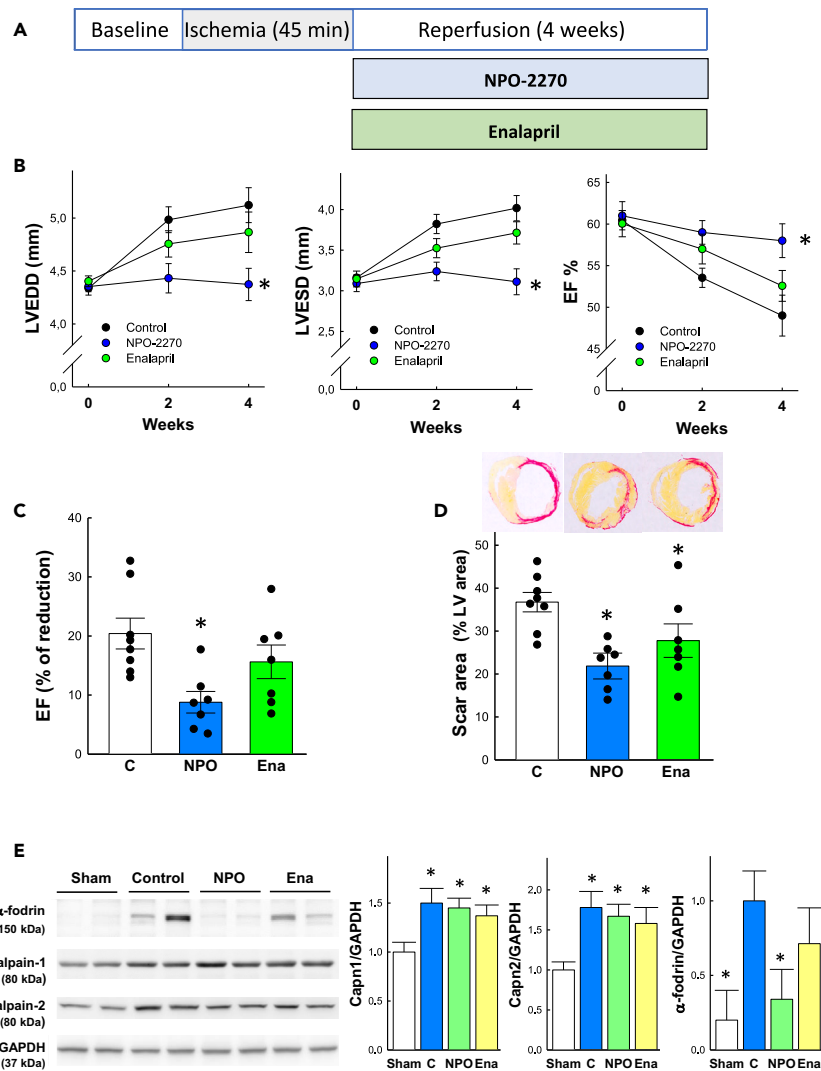 A
Baseline
Ischemia (45 min)
Reperfusion (4 weeks)
NPO-2270
Enalapril
B
LVEDD (mm)
5,0
4,5
4,0
0,0
Control
NPO-2270
Enalapril
0 2 4
Weeks
LVESD (mm)
4,0
3,5
3,0
2,5
0,0
Control
NPO-2270
Enalapril
0 2 4
Weeks
EF %
65
60
55
50
45
0
Control
NPO-2270
Enalapril
*
*
*
0 2 4
Weeks
C
EF (% of reduction)
40
30
20
10
0
*
C NPO Ena
D
Scar area (% LV area)
50
40
30
20
10
0
*
*
C NPO Ena
E
Sham Control NPO Ena
α-fodrin
(150 kDa)
alpain-1
(80 kDa)
alpain-2
(80 kDa)
GAPDH
(37 kDa)
Capn1/GAPDH
1.5
1.0
0.5
0.0
* * *
Sham C NPO Ena
Capn2/GAPDH
2.0
1.5
1.0
0.5
0.0
* * *
Sham C NPO Ena
α-fodrin/GAPDH
1.0
0.5
0.0
* *
Sham C NPO Ena